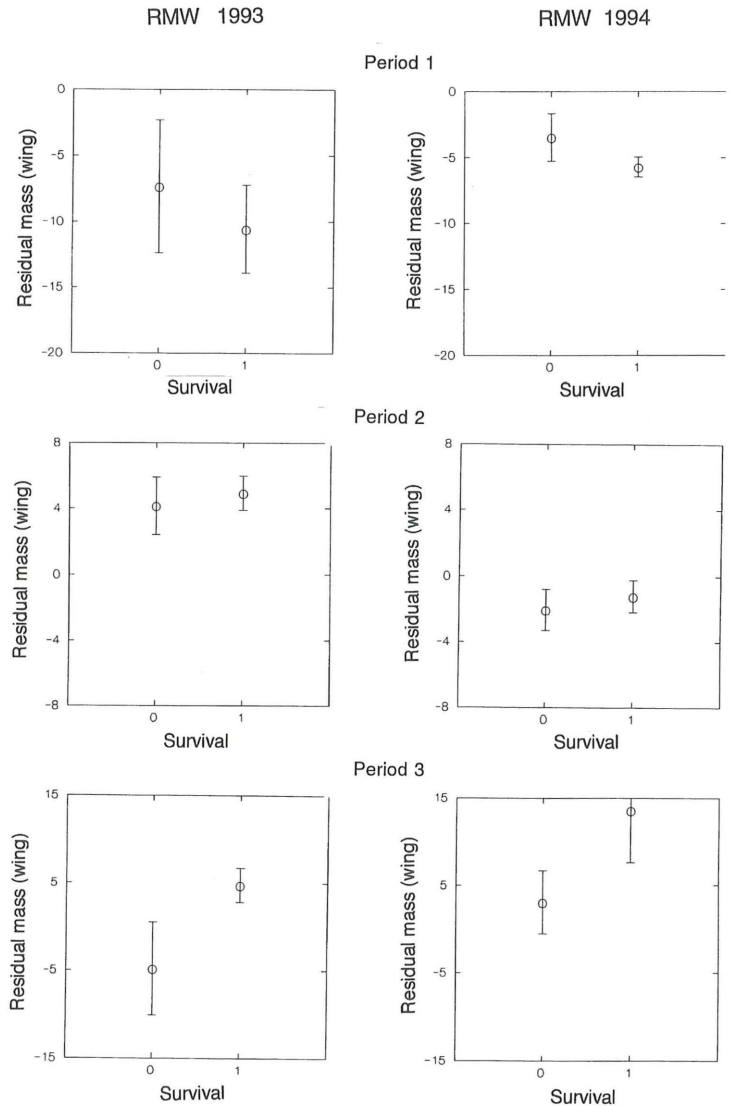 RMW 1993
RMW 1994
Period 1
Residual mass (wing)
0
-5
-10
-15
-20
0 1
Survival
Residual mass (wing)
0
-5
-10
-15
-20
0 1
Survival
Period 2
Residual mass (wing)
8
4
0
-4
-8
0 1
Survival
Residual mass (wing)
8
4
0
-4
-8
0 1
Survival
Period 3
Residual mass (wing)
15
5
-5
-15
0 1
Survival
Residual mass (wing)
15
5
-5
-15
0 1
Survival